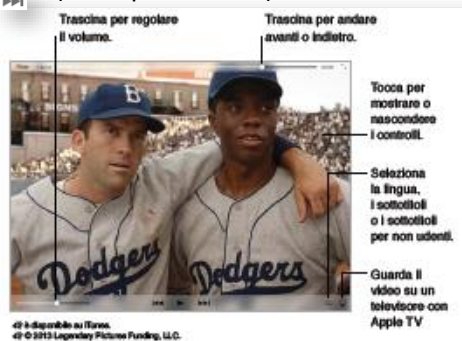 Trascina per regolare
il volume.
Trascina per andare
avanti o indietro.
Tocca per
mostrare o
nascondere
i controlli.
Seleziona
la lingua,
i sottotitoli
o i sottotitoli
per non udenti.
Guarda il
video su un
televisore con
Apple TV
B
Dodgers
Dodgers
42 è disponibile su iTunes.
42 © 2013 Legendary Pictures Funding, LLC.